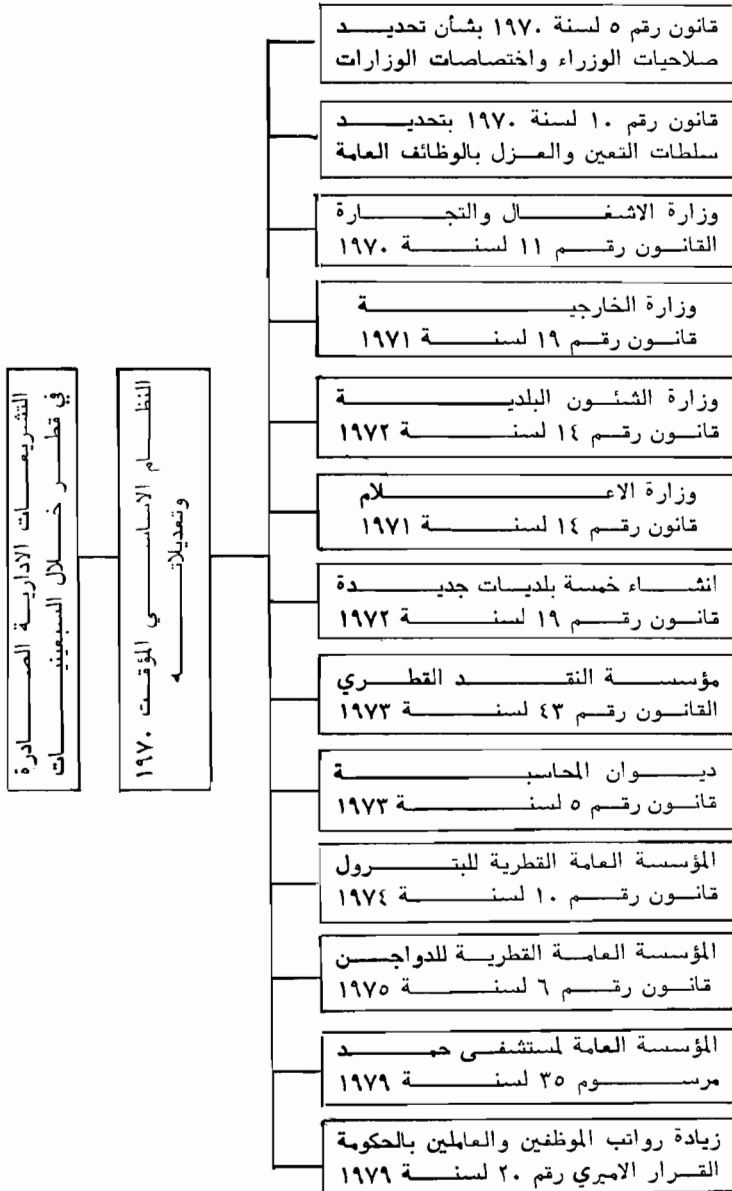 التشريعات الادارية الصادرة
في قطر خلال السبعينيات
النظام الاساسي المؤقت ١٩٧٠
وتعديلاته
قانون رقم ٥ لسنة ١٩٧٠ بشأن تحديد
صلاحيات الوزراء واختصاصات الوزارات
قانون رقم ١٠ لسنة ١٩٧٠ بتحديد
سلطات التعين والعزل بالوظائف العامة
وزارة الاشغال والتجارة
القانون رقم ١١ لسنة ١٩٧٠
وزارة الخارجية
قانون رقم ١٩ لسنة ١٩٧١
وزارة الشئون البلدية
قانون رقم ١٤ لسنة ١٩٧٢
وزارة الاعلام
قانون رقم ١٤ لسنة ١٩٧١
انشاء خمسة بلديات جديدة
قانون رقم ١٩ لسنة ١٩٧٢
مؤسسة النقد القطري
القانون رقم ٤٣ لسنة ١٩٧٣
ديوان المحاسبة
قانون رقم ٥ لسنة ١٩٧٣
المؤسسة العامة القطرية للبترول
قانون رقم ١٠ لسنة ١٩٧٤
المؤسسة العامة القطرية للدواجن
قانون رقم ٦ لسنة ١٩٧٥
المؤسسة العامة لمستشفى حمد
مرسوم ٣٥ لسنة ١٩٧٩
زيادة رواتب الموظفين والعاملين بالحكومة
القرار الاميري رقم ٢٠ لسنة ١٩٧٩